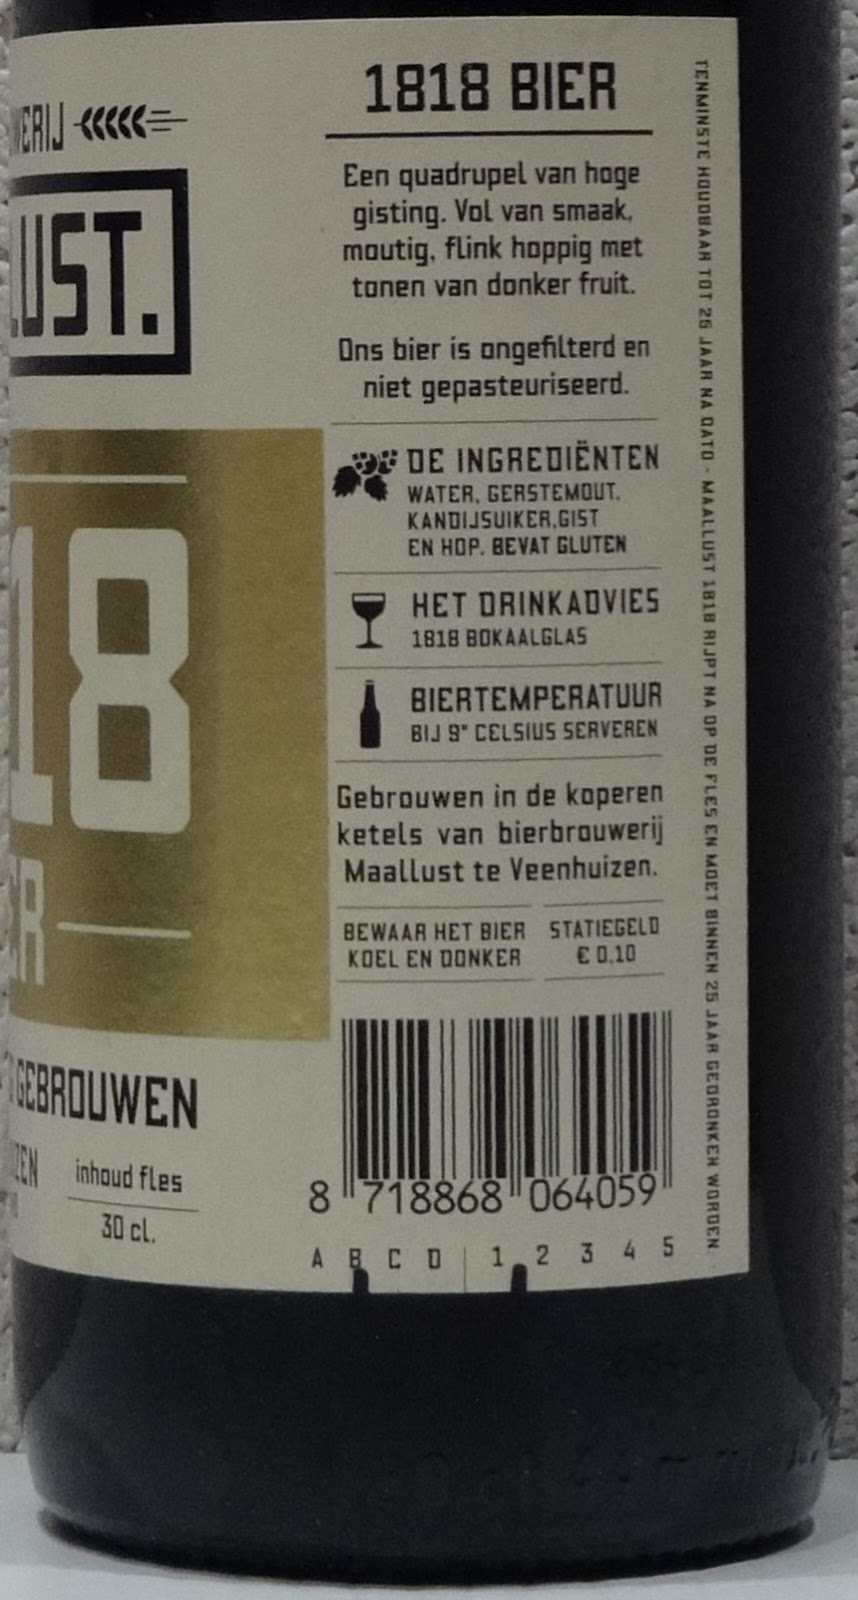 1818 BIER
Een quadrupel van hoge
gisting. Vol van smaak,
moutig, flink hoppig met
tonen van donker fruit.
Ons bier is ongefilterd en
niet gepasteuriseerd.
DE INGREDIËNTEN
WATER, GERSTEMOUT,
KANDIJSUIKER,GIST
EN HOP. BEVAT GLUTEN
HET DRINKADVIES
1818 BOKAALGLAS
BIERTEMPERATUUR
BIJ 9° CELSIUS SERVEREN
Gebrouwen in de koperen
ketels van bierbrouwerij
Maallust te Veenhuizen.
BEWAAR HET BIER
KOEL EN DONKER
STATIEGELD
€ 0,10
8 718868 064059
A B C D 1 2 3 4 5
TENMINSTE HOUDBAAR TOT 25 JAAR NA DATO - MAALLUST 1818 RIJPT NA OP DE FLES EN MOET BINNEN 25 JAAR GEDRONKEN WORDEN.
WERIJ
LUST.
18
ER
GEBROUWEN
ZEN
inhoud fles
30 cl.